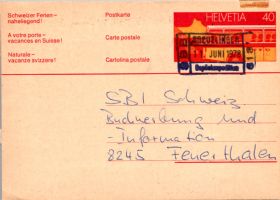 Schweizer Ferien -
naheliegend!
Postkarte
HELVETIA 40
A votre porte -
vacances en Suisse!
Carte postale
JUNI 1978
Naturale -
vacanze svizzere!
Cartolina postale
SBI Schweiz
Buchwerbung und
-Information
8245 Feuerthalen